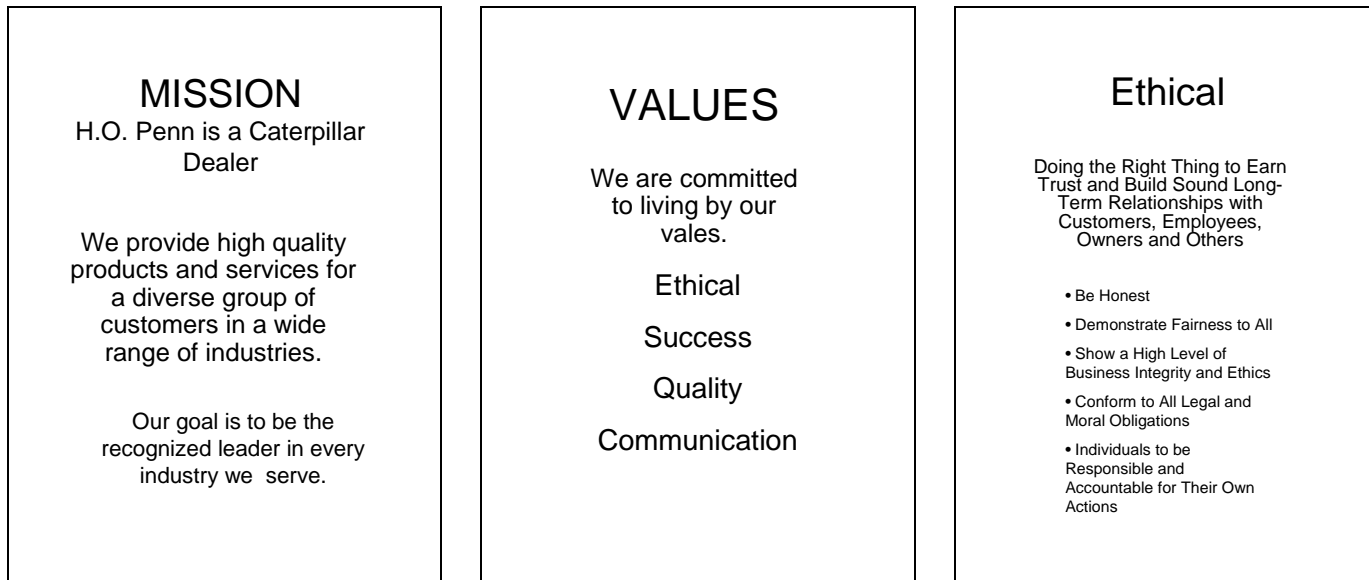 MISSION
H.O. Penn is a Caterpillar
Dealer
We provide high quality
products and services for
a diverse group of
customers in a wide
range of industries.
Our goal is to be the
recognized leader in every
industry we serve.
VALUES
We are committed
to living by our
vales.
Ethical
Success
Quality
Communication
Ethical
Doing the Right Thing to Earn
Trust and Build Sound Long-
Term Relationships with
Customers, Employees,
Owners and Others
• Be Honest
• Demonstrate Fairness to All
• Show a High Level of
Business Integrity and Ethics
• Conform to All Legal and
Moral Obligations
• Individuals to be
Responsible and
Accountable for Their Own
Actions